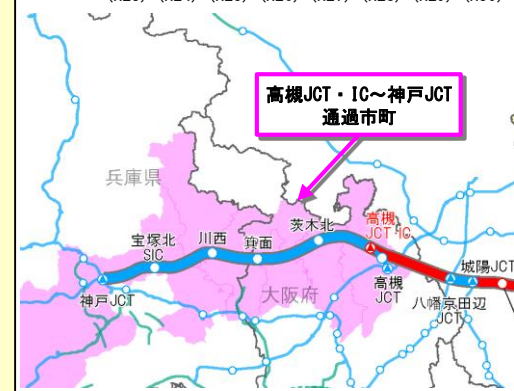 高槻JCT・IC～神戸JCT
通過市町
兵庫県
宝塚北
SIC
川西
箕面
茨木北
高槻
JCT IC
城陽JCT
神戸JCT
大阪府
高槻
JCT
八幡京田辺
JCT